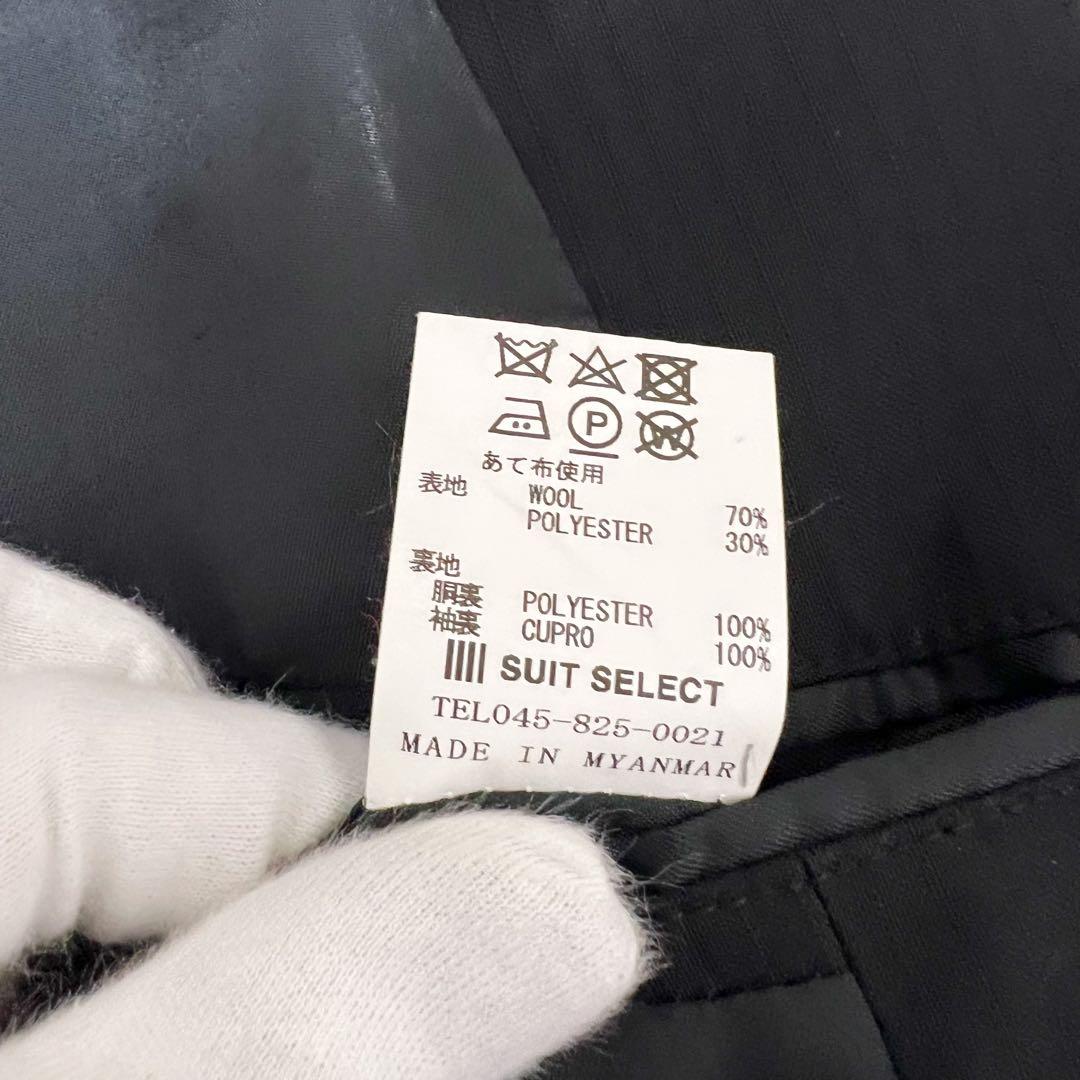 P W
あて布使用
表地 WOOL 70%
POLYESTER 30%
裏地
胴裏 POLYESTER 100%
袖裏 CUPRO 100%
SUIT SELECT
TEL045-825-0021
MADE IN MYANMAR